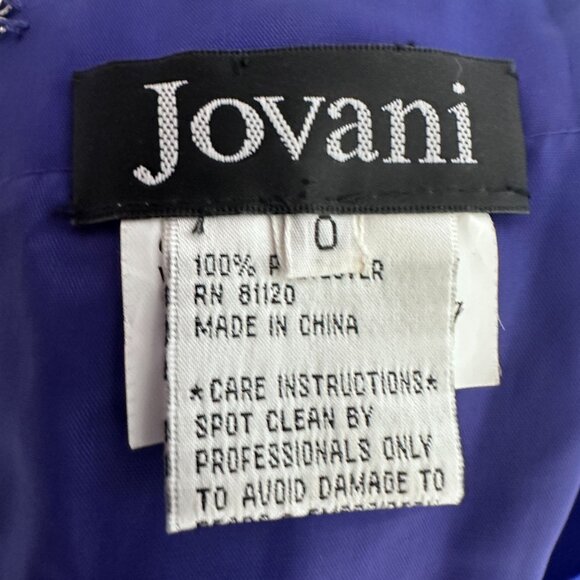 Jovani
0
100%
RN 81120
MADE IN CHINA
*CARE INSTRUCTIONS*
SPOT CLEAN BY
PROFESSIONALS ONLY
TO AVOID DAMAGE TO